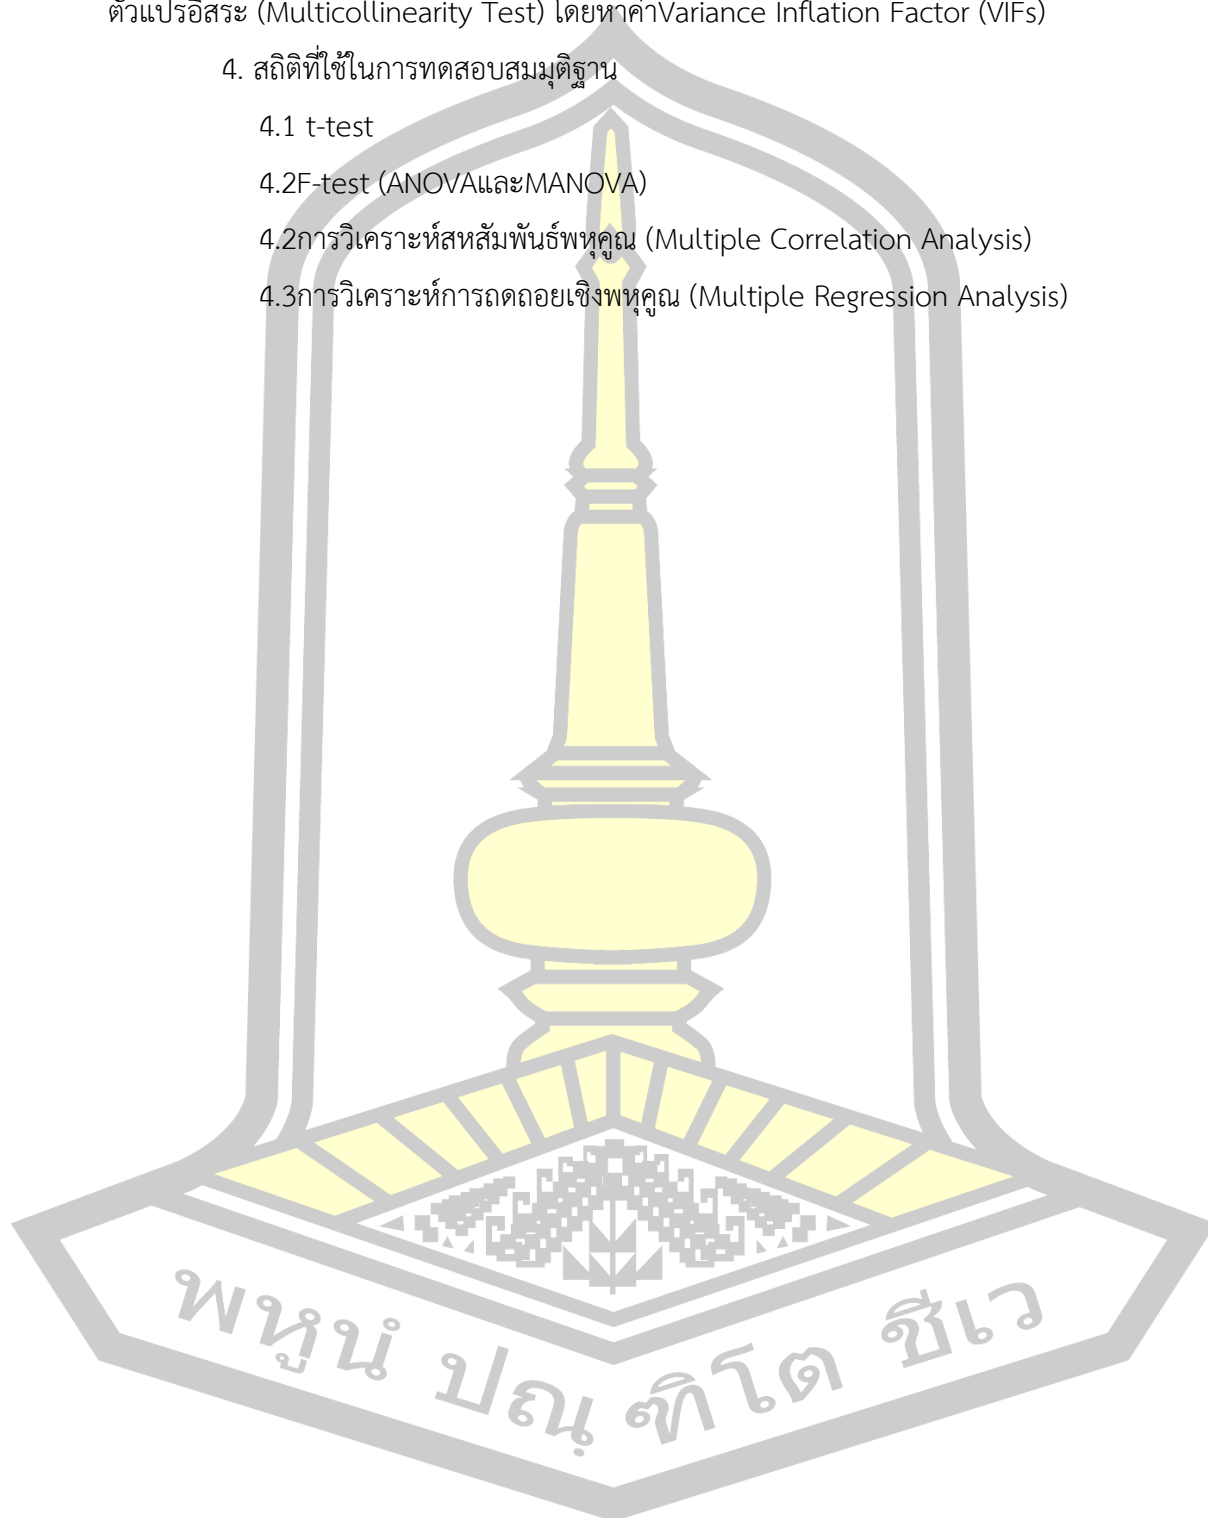 ตัวแปรอิสระ (Multicollinearity Test) โดยหาค่าVariance Inflation Factor (VIFs)
4. สถิติที่ใช้ในการทดสอบสมมุติฐาน
4.1 t-test
4.2F-test (ANOVAและMANOVA)
4.2การวิเคราะห์สหสัมพันธ์พหุคูณ (Multiple Correlation Analysis)
4.3การวิเคราะห์การถดถอยเชิงพหุคูณ (Multiple Regression Analysis)
พหูนํ ปณฺฑิโต ชีเว